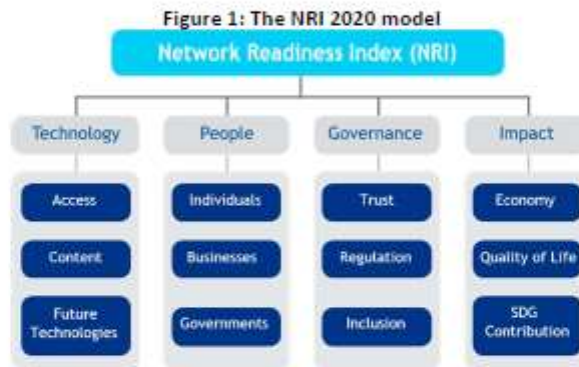 Figure 1: The NRI 2020 model
Network Readiness Index (NRI)
Technology
People
Governance
Impact
Access
Individuals
Trust
Economy
Content
Businesses
Regulation
Quality of Life
Future
Technologies
Governments
Inclusion
SDG
Contribution